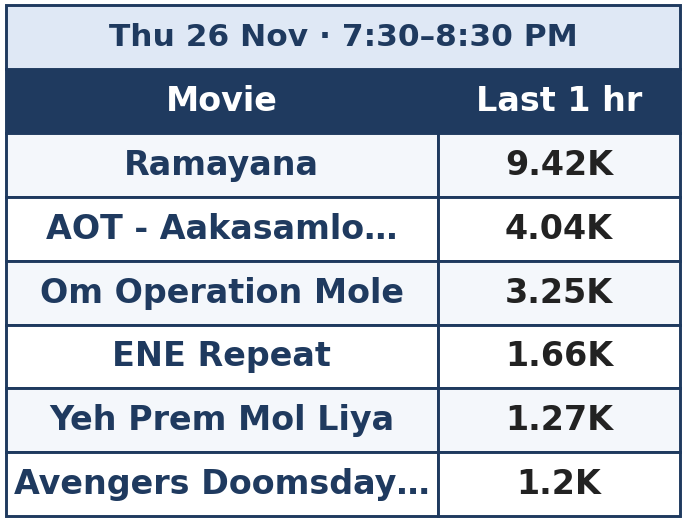 Thu 26 Nov · 7:30–8:30 PM
Movie Last 1 hr
Ramayana 9.42K
AOT - Aakasamlo... 4.04K
Om Operation Mole 3.25K
ENE Repeat 1.66K
Yeh Prem Mol Liya 1.27K
Avengers Doomsday... 1.2K